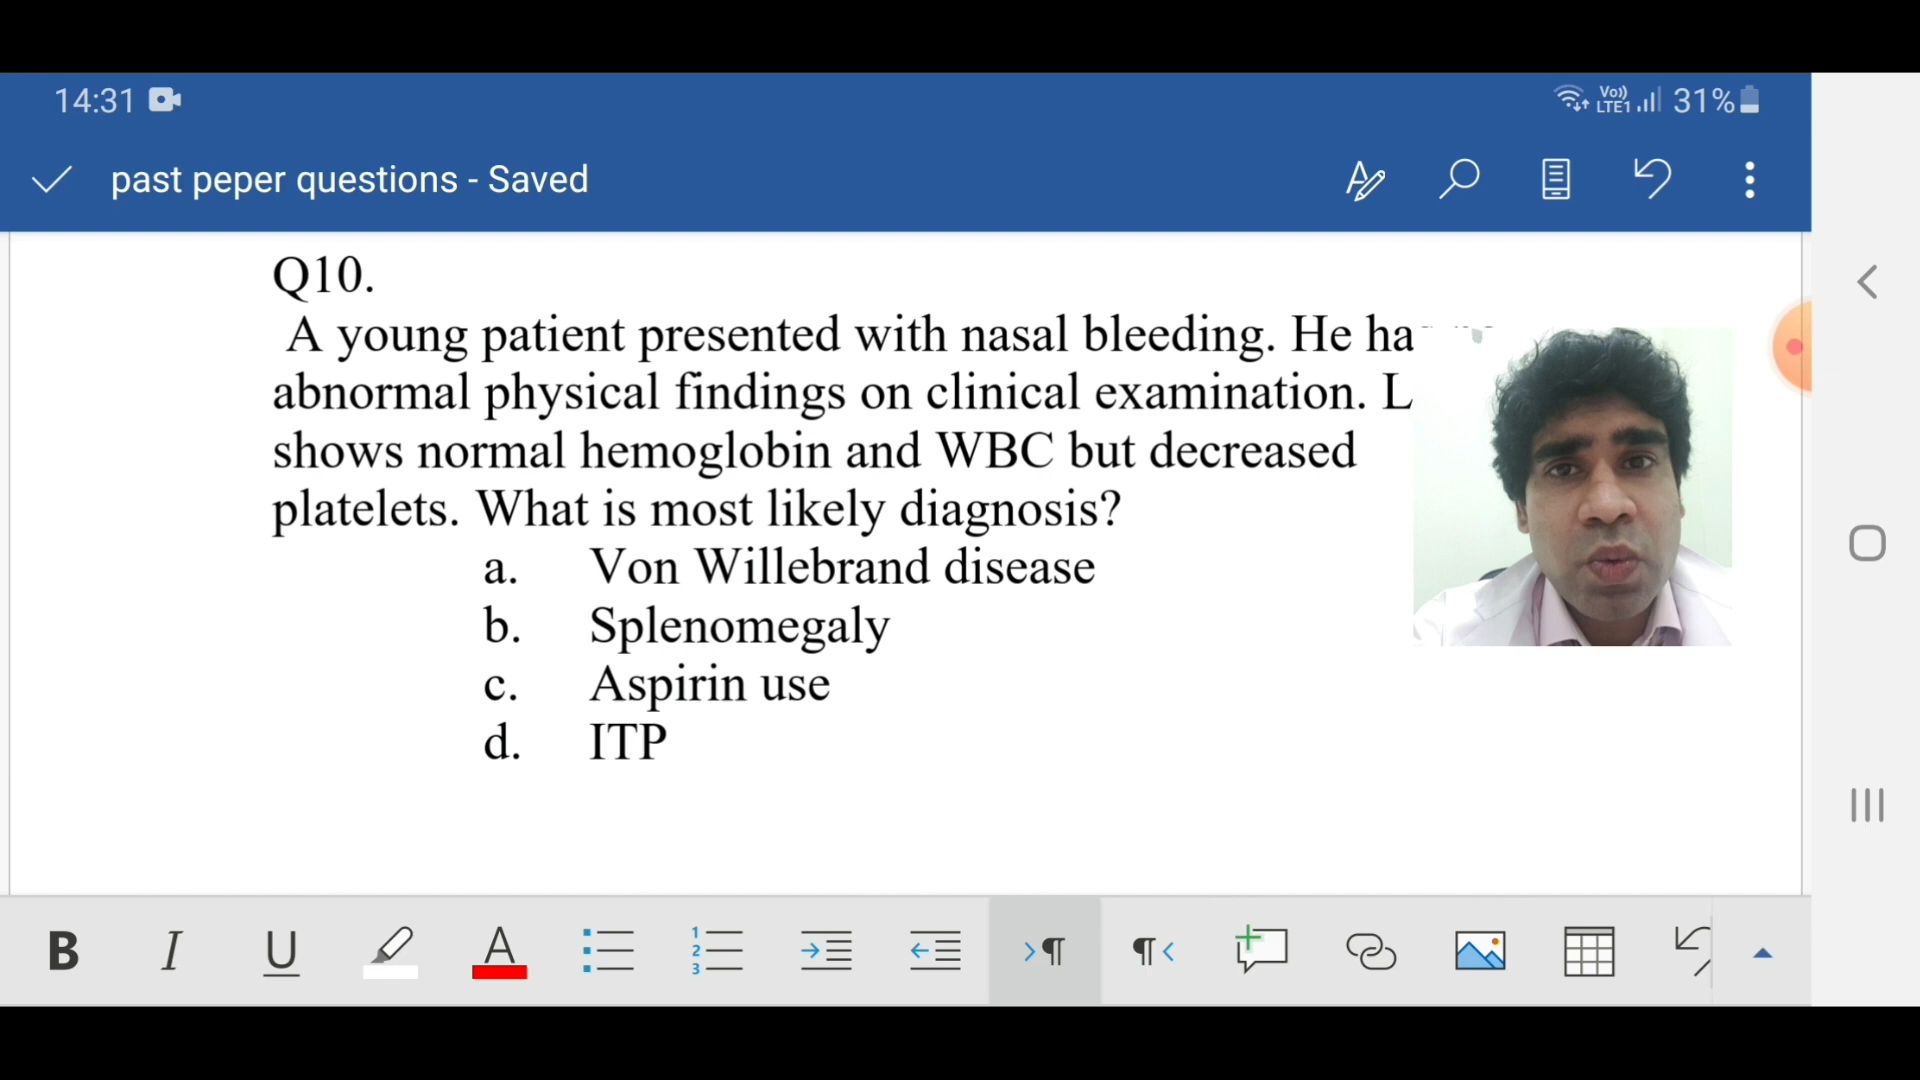 14:31
Vo)) LTE1 31%
past peper questions - Saved
Q10.
A young patient presented with nasal bleeding. He
abnormal physical findings on clinical examination.
shows normal hemoglobin and WBC but decreased
platelets. What is most likely diagnosis?
a. Von Willebrand disease
b. Splenomegaly
c. Aspirin use
d. ITP
B I U A